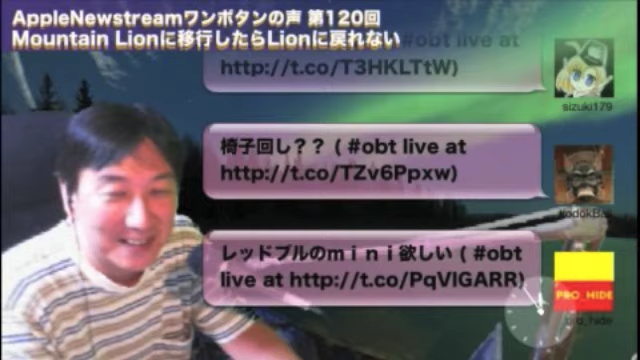 AppleNewstreamワンボタンの声 第120回
Mountain Lionに移行したらLionに戻れない
#obt live at
http://t.co/T3HKLTtW)
sizuki179
椅子回し？？ ( #obt live at
http://t.co/TZv6Ppxw)
レッドブルのｍｉｎｉ欲しい ( #obt
live at http://t.co/PqVlGARR)
PRO_HIDE